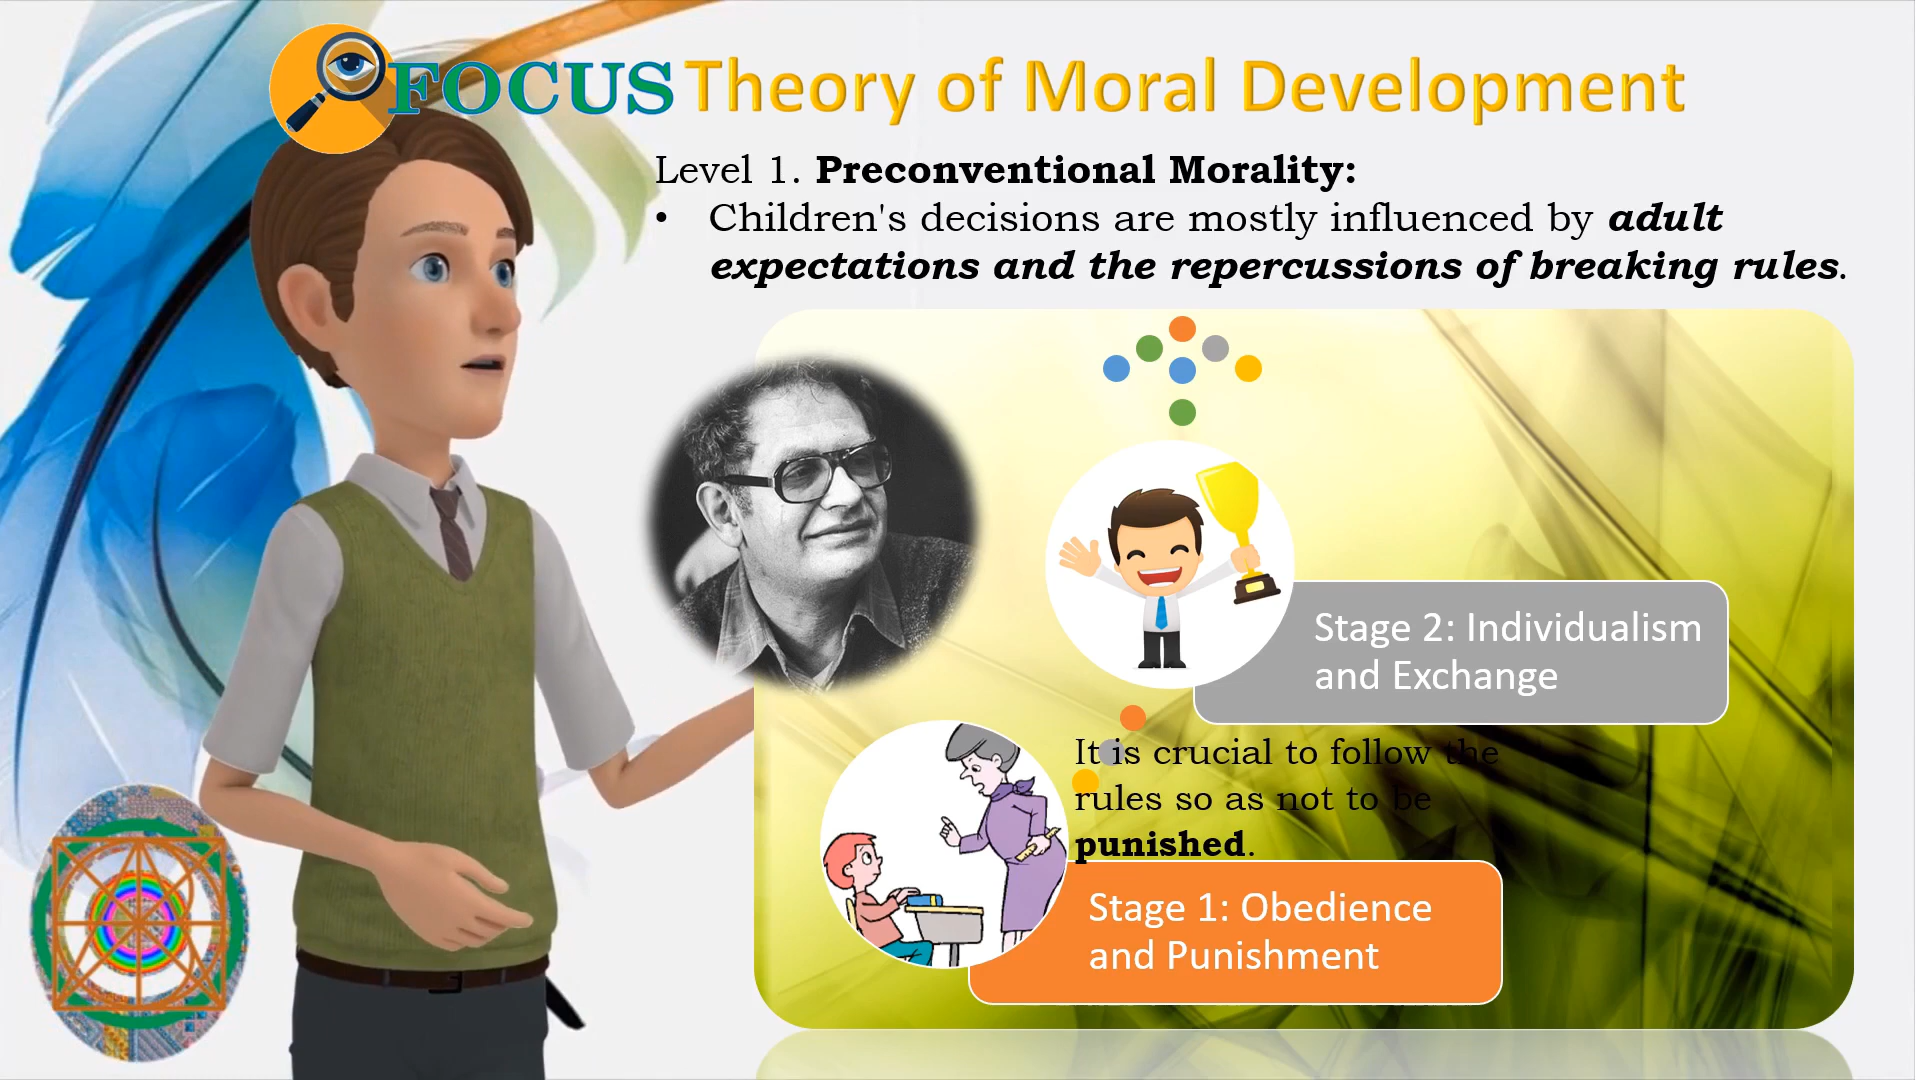 FOCUS Theory of Moral Development
Level 1. Preconventional Morality:
• Children's decisions are mostly influenced by adult
expectations and the repercussions of breaking rules.
Stage 2: Individualism
and Exchange
It is crucial to follow the
rules so as not to be
punished.
Stage 1: Obedience
and Punishment